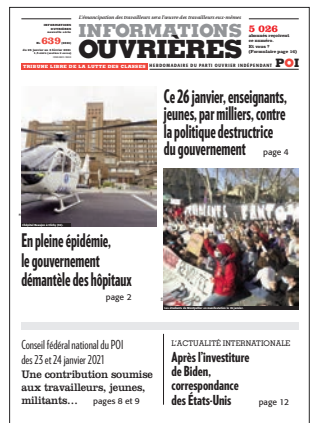 L'émancipation des travailleurs sera l'œuvre des travailleurs eux-mêmes
INFORMATIONS
OUVRIÈRES
No 639
5 026
abonnés reçoivent
ce numéro.
Et vous ?
(Formulaire page 16)
TRIBUNE LIBRE DE LA LUTTE DES CLASSES
HEBDOMADAIRE DU PARTI OUVRIER INDÉPENDANT
POI
Ce 26 janvier, enseignants,
jeunes, par milliers, contre
la politique destructrice
du gouvernement page 4
En pleine épidémie,
le gouvernement
démantèle des hôpitaux
page 2
Conseil fédéral national du POI
des 23 et 24 janvier 2021
Une contribution soumise
aux travailleurs, jeunes,
militants... pages 8 et 9
L'ACTUALITÉ INTERNATIONALE
Après l'investiture
de Biden,
correspondance
des États-Unis page 12